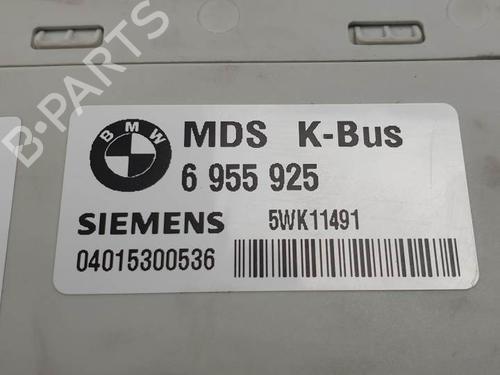 B-PARTS
BMW
MDS K-Bus
6 955 925
SIEMENS 5WK11491
04015300536